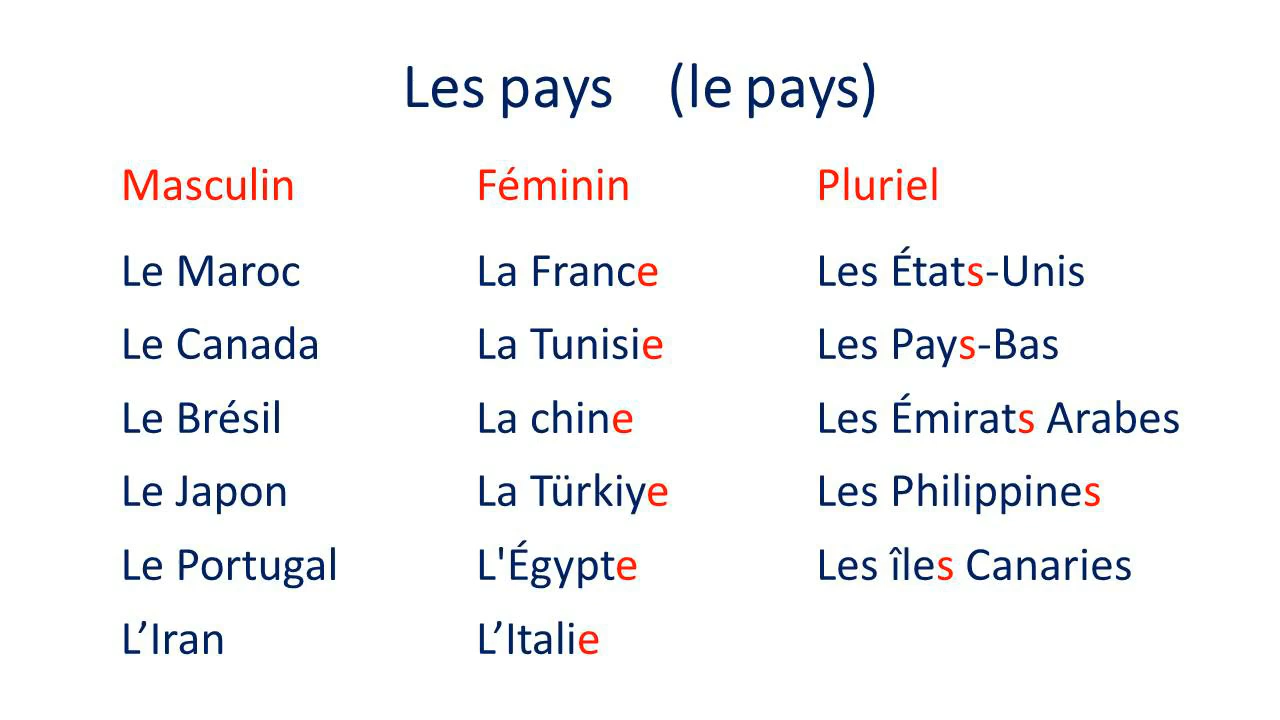 Les pays (le pays)
Masculin Féminin Pluriel
Le Maroc La France Les États-Unis
Le Canada La Tunisie Les Pays-Bas
Le Brésil La chine Les Émirats Arabes
Le Japon La Türkiye Les Philippines
Le Portugal L'Égypte Les îles Canaries
L’Iran L’Italie